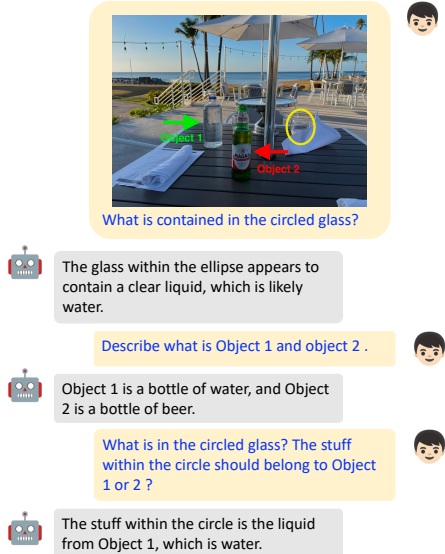 Object 1
Object 2
What is contained in the circled glass?
The glass within the ellipse appears to
contain a clear liquid, which is likely
water.
Describe what is Object 1 and object 2 .
Object 1 is a bottle of water, and Object
2 is a bottle of beer.
What is in the circled glass? The stuff
within the circle should belong to Object
1 or 2 ?
The stuff within the circle is the liquid
from Object 1, which is water.